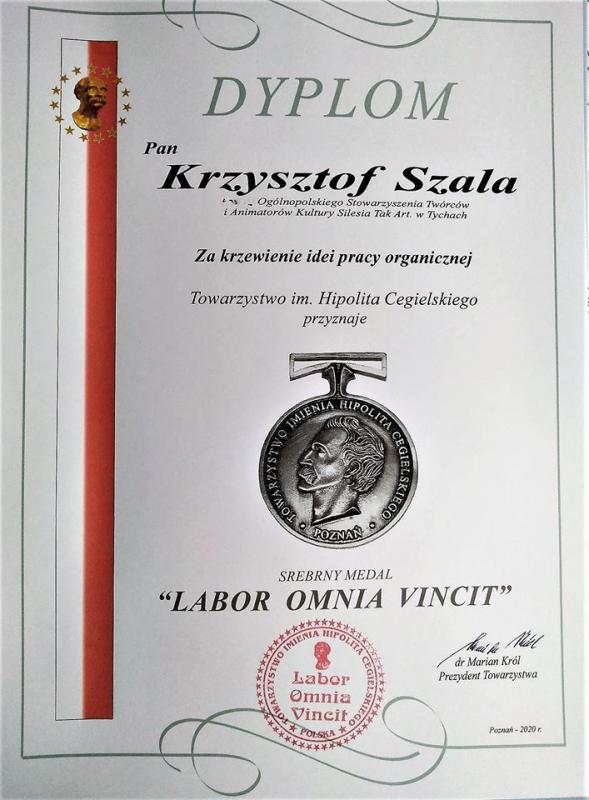 DYPLOM
Pan
Krzysztof Szala
Ogólnopolskiego Stowarzyszenia Twórców
i Animatorów Kultury Silesia Tak Art. w Tychach
Za krzewienie idei pracy organicznej
Towarzystwo im. Hipolita Cegielskiego
przyznaje
TOWARZYSTWO IMIENIA HIPOLITA CEGIELSKIEGO
POZNAŃ
SREBRNY MEDAL
“LABOR OMNIA VINCIT”
TOWARZYSTWO IMIENIA HIPOLITA CEGIELSKIEGO
Labor
Omnia
Vincit
POLSKA
dr Marian Król
Prezydent Towarzystwa
Poznań - 2020 r.